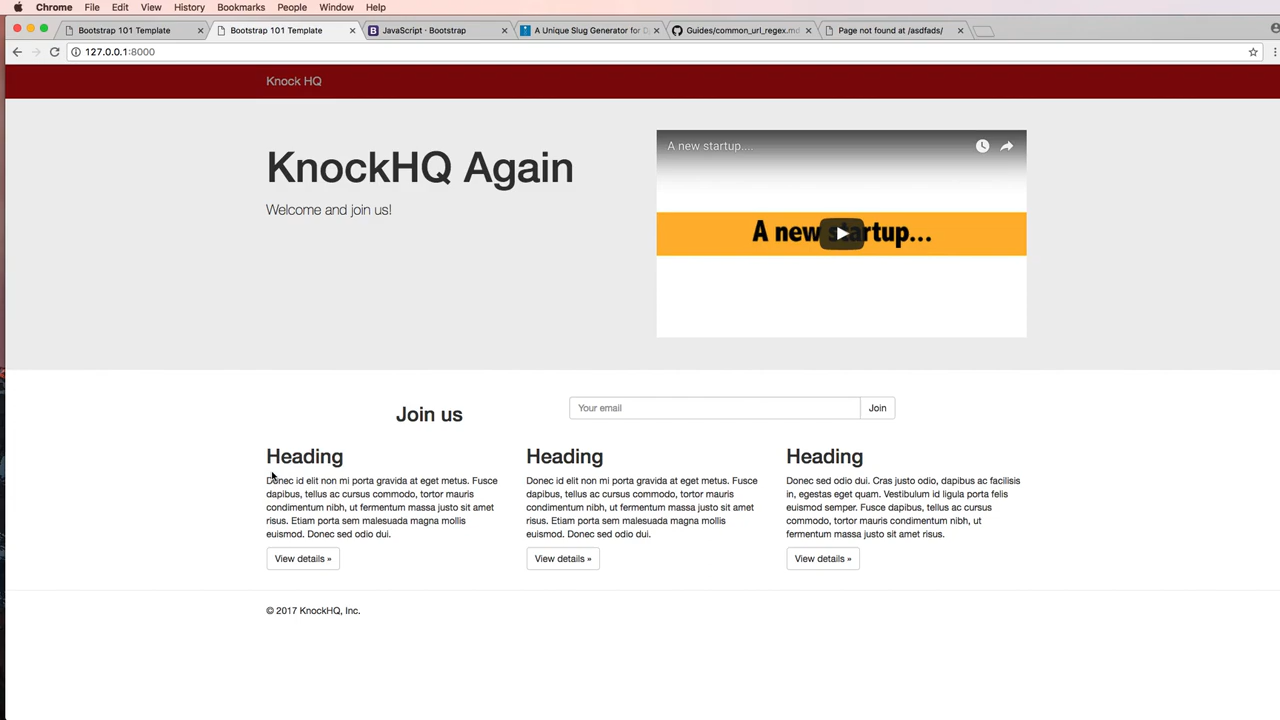 Chrome File Edit View History Bookmarks People Window Help
Bootstrap 101 Template Bootstrap 101 Template JavaScript · Bootstrap A Unique Slug Generator for Guides/common_url_regex.md Page not found at /asdfads/
127.0.0.1:8000
Knock HQ
KnockHQ Again
Welcome and join us!
A new startup....
A new startup...
Join us
Your email
Join
Heading
Donec id elit non mi porta gravida at eget metus. Fusce
dapibus, tellus ac cursus commodo, tortor mauris
condimentum nibh, ut fermentum massa justo sit amet
risus. Etiam porta sem malesuada magna mollis
euismod. Donec sed odio dui.
View details »
Heading
Donec id elit non mi porta gravida at eget metus. Fusce
dapibus, tellus ac cursus commodo, tortor mauris
condimentum nibh, ut fermentum massa justo sit amet
risus. Etiam porta sem malesuada magna mollis
euismod. Donec sed odio dui.
View details »
Heading
Donec sed odio dui. Cras justo odio, dapibus ac facilisis
in, egestas eget quam. Vestibulum id ligula porta felis
euismod semper. Fusce dapibus, tellus ac cursus
commodo, tortor mauris condimentum nibh, ut
fermentum massa justo sit amet risus.
View details »
© 2017 KnockHQ, Inc.